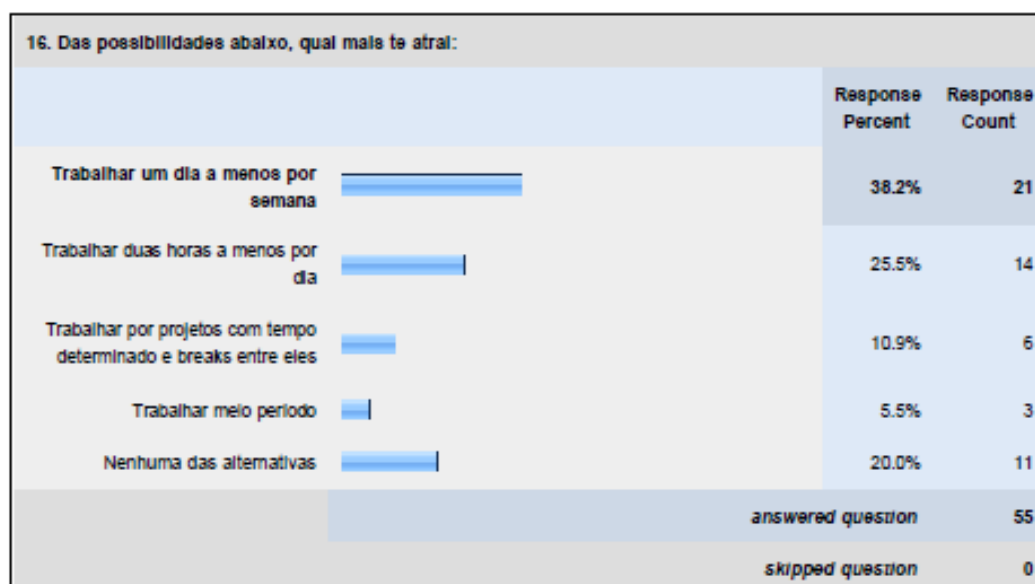 16. Das possibilidades abaixo, qual mais te atrai:
Response Percent
Response Count
Trabalhar um dia a menos por
semana
38.2%
21
Trabalhar duas horas a menos por
dia
25.5%
14
Trabalhar por projetos com tempo
determinado e breaks entre eles
10.9%
6
Trabalhar meio período
5.5%
3
Nenhuma das alternativas
20.0%
11
answered question
55
skipped question
0